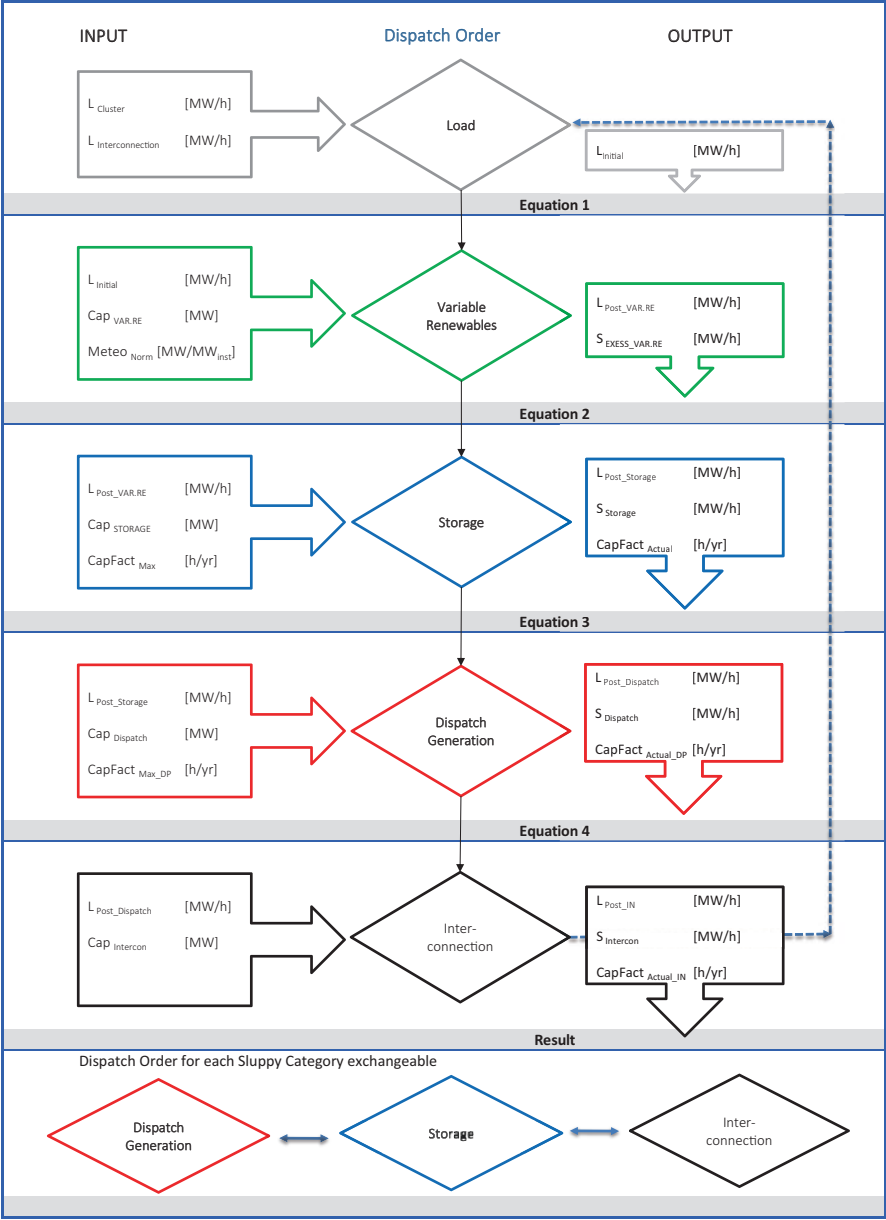 INPUT Dispatch Order OUTPUT
L Cluster [MW/h]
L Interconnection [MW/h]
Load
L Initial [MW/h]
Equation 1
L Initial [MW/h]
Cap VAR.RE [MW]
Meteo Norm [MW/MW inst]
Variable
Renewables
L Post_VAR.RE [MW/h]
S EXESS_VAR.RE [MW/h]
Equation 2
L Post_VAR.RE [MW/h]
Cap STORAGE [MW]
CapFact Max [h/yr]
Storage
L Post_Storage [MW/h]
S Storage [MW/h]
CapFact Actual [h/yr]
Equation 3
L Post_Storage [MW/h]
Cap Dispatch [MW]
CapFact Max_DP [h/yr]
Dispatch
Generation
L Post_Dispatch [MW/h]
S Dispatch [MW/h]
CapFact Actual_DP [h/yr]
Equation 4
L Post_Dispatch [MW/h]
Cap Intercon [MW]
Inter-
connection
L Post_IN [MW/h]
S Intercon [MW/h]
CapFact Actual_IN [h/yr]
Result
Dispatch Order for each Sluppy Category exchangeable
Dispatch
Generation
Storage
Inter-
connection